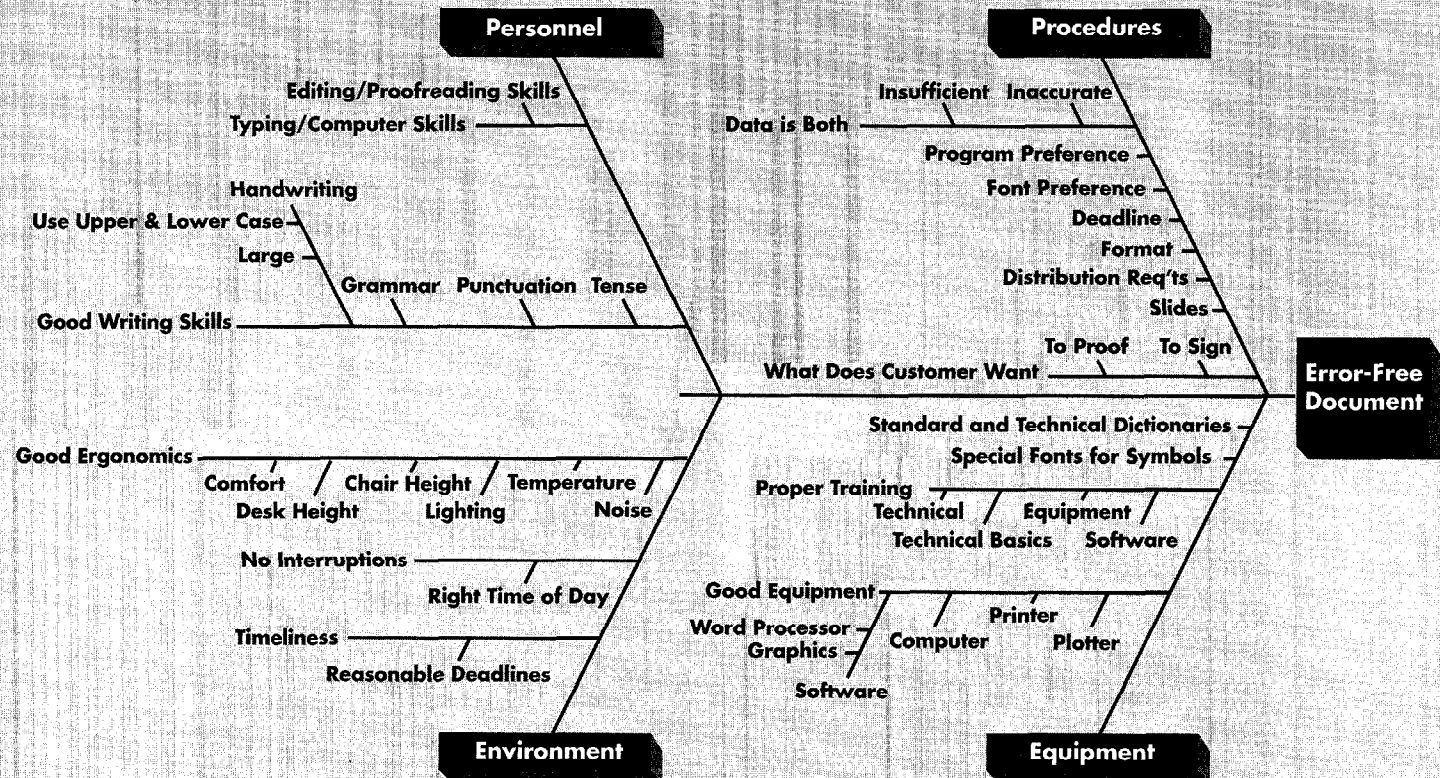 Personnel
Procedures
Editing/Proofreading Skills
Typing/Computer Skills
Handwriting
Use Upper & Lower Case
Large
Grammar
Punctuation
Tense
Good Writing Skills
Insufficient
Inaccurate
Data is Both
Program Preference
Font Preference
Deadline
Format
Distribution Req'ts
Slides
To Proof
To Sign
What Does Customer Want
Error-Free
Document
Good Ergonomics
Comfort
Chair Height
Temperature
Desk Height
Lighting
Noise
No Interruptions
Right Time of Day
Timeliness
Reasonable Deadlines
Standard and Technical Dictionaries
Special Fonts for Symbols
Proper Training
Technical
Equipment
Technical Basics
Software
Good Equipment
Printer
Word Processor
Computer
Plotter
Graphics
Software
Environment
Equipment